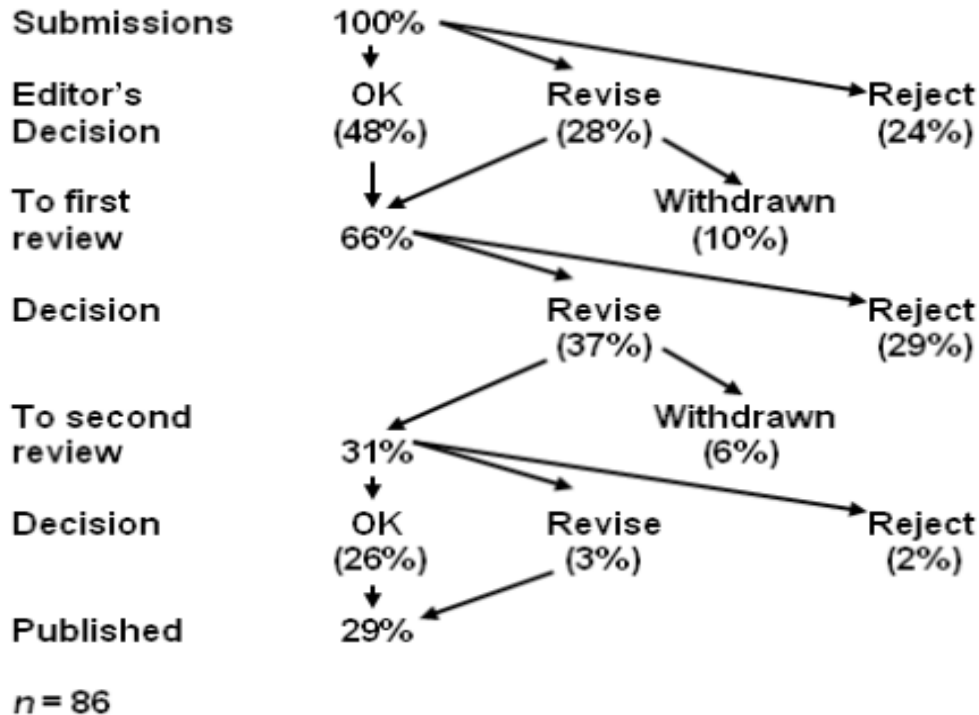 Submissions 100%
Editor's OK Revise Reject
Decision (48%) (28%) (24%)
To first Withdrawn
review 66% (10%)
Decision Revise Reject
(37%) (29%)
To second Withdrawn
review 31% (6%)
Decision OK Revise Reject
(26%) (3%) (2%)
Published 29%
n = 86